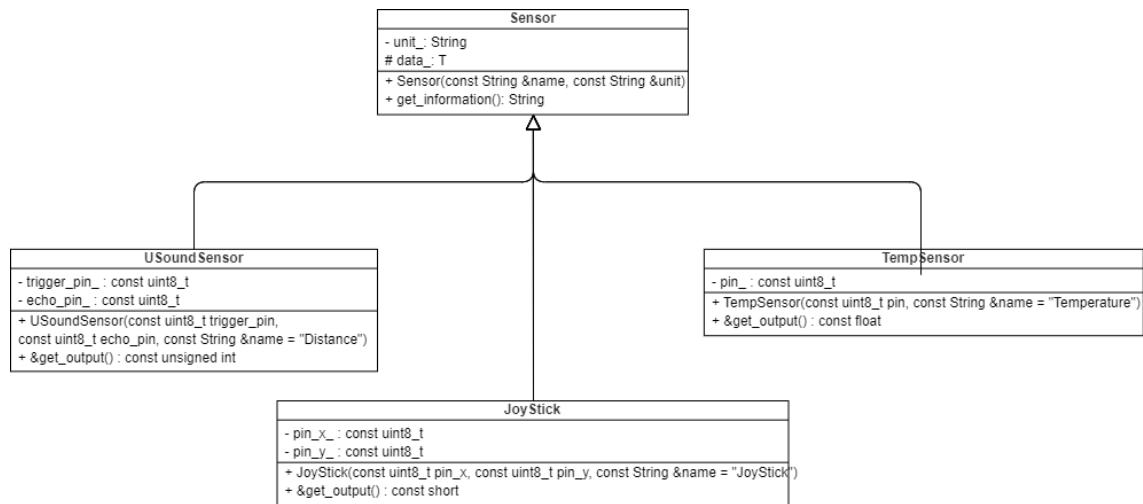 Sensor
- unit_: String
# data_: T
+ Sensor(const String &name, const String &unit)
+ get_information(): String
USoundSensor
- trigger_pin_ : const uint8_t
- echo_pin_ : const uint8_t
+ USoundSensor(const uint8_t trigger_pin,
const uint8_t echo_pin, const String &name = "Distance")
+ &get_output() : const unsigned int
TempSensor
- pin_ : const uint8_t
+ TempSensor(const uint8_t pin, const String &name = "Temperature")
+ &get_output() : const float
JoyStick
- pin_x_ : const uint8_t
- pin_y_ : const uint8_t
+ JoyStick(const uint8_t pin_x, const uint8_t pin_y, const String &name = "JoyStick")
+ &get_output() : const short